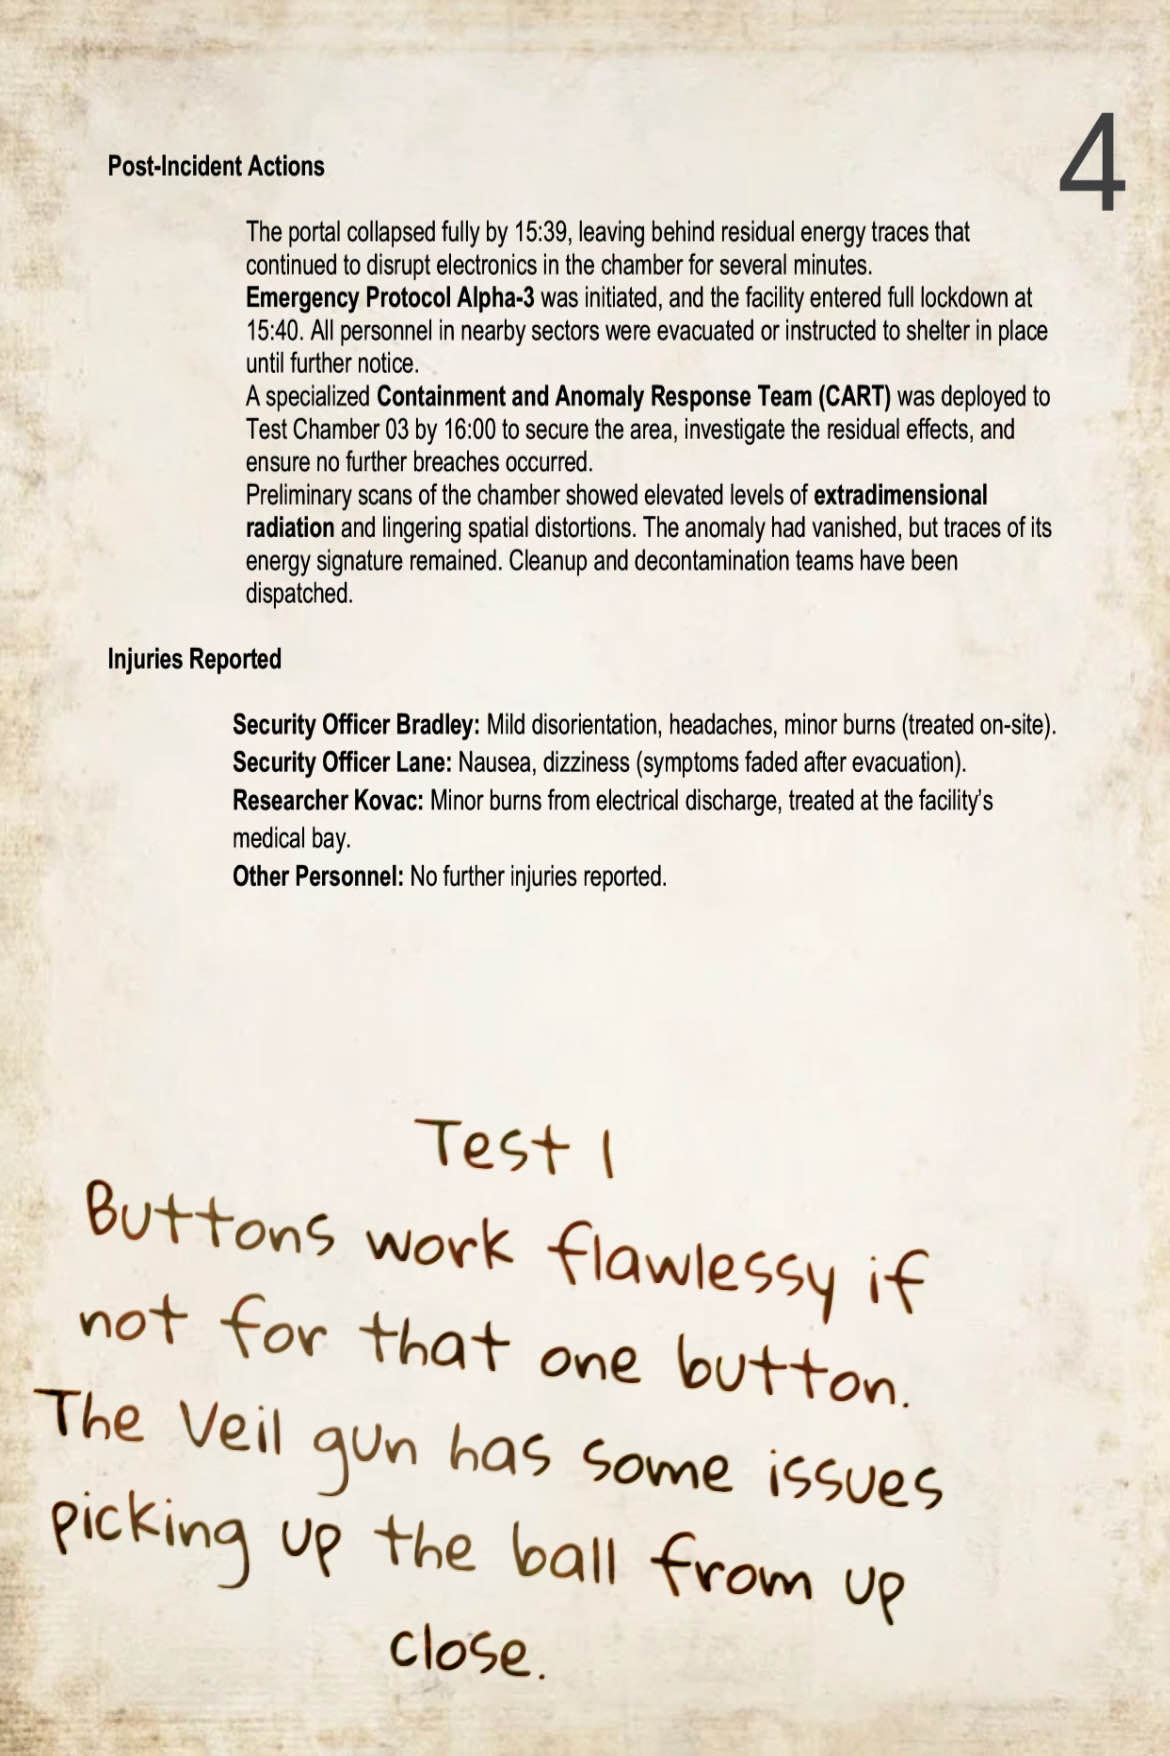 4
Post-Incident Actions
The portal collapsed fully by 15:39, leaving behind residual energy traces that
continued to disrupt electronics in the chamber for several minutes.
Emergency Protocol Alpha-3 was initiated, and the facility entered full lockdown at
15:40. All personnel in nearby sectors were evacuated or instructed to shelter in place
until further notice.
A specialized Containment and Anomaly Response Team (CART) was deployed to
Test Chamber 03 by 16:00 to secure the area, investigate the residual effects, and
ensure no further breaches occurred.
Preliminary scans of the chamber showed elevated levels of extradimensional
radiation and lingering spatial distortions. The anomaly had vanished, but traces of its
energy signature remained. Cleanup and decontamination teams have been
dispatched.
Injuries Reported
Security Officer Bradley: Mild disorientation, headaches, minor burns (treated on-site).
Security Officer Lane: Nausea, dizziness (symptoms faded after evacuation).
Researcher Kovac: Minor burns from electrical discharge, treated at the facility's
medical bay.
Other Personnel: No further injuries reported.
Test 1
Buttons work flawlessy if
not for that one button.
The Veil gun has some issues
picking up the ball from up
close.